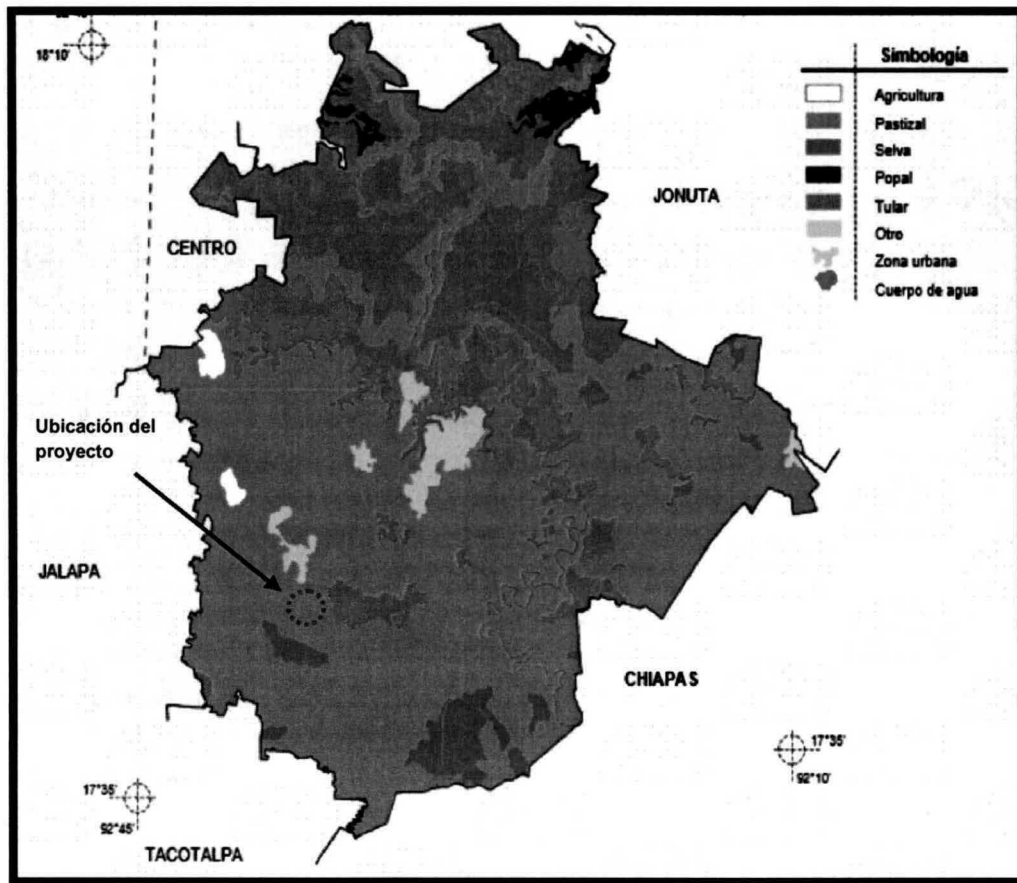 18°10'
Simbología
Agricultura
Pastizal
Selva
Popal
Tular
Otro
Zona urbana
Cuerpo de agua
JONUTA
CENTRO
Ubicación del
proyecto
JALAPA
CHIAPAS
17°35'
92°10'
17°35'
92°45'
TACOTALPA